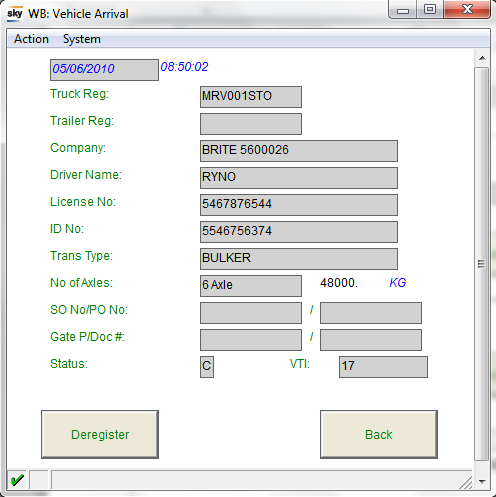 sky WB: Vehicle Arrival
Action System
05/06/2010 08:50:02
Truck Reg: MRV001STO
Trailer Reg:
Company: BRITE 5600026
Driver Name: RYNO
License No: 5467876544
ID No: 5546756374
Trans Type: BULKER
No of Axles: 6 Axle 48000. KG
SO No/PO No: /
Gate P/Doc #: /
Status: C VTI: 17
Deregister Back